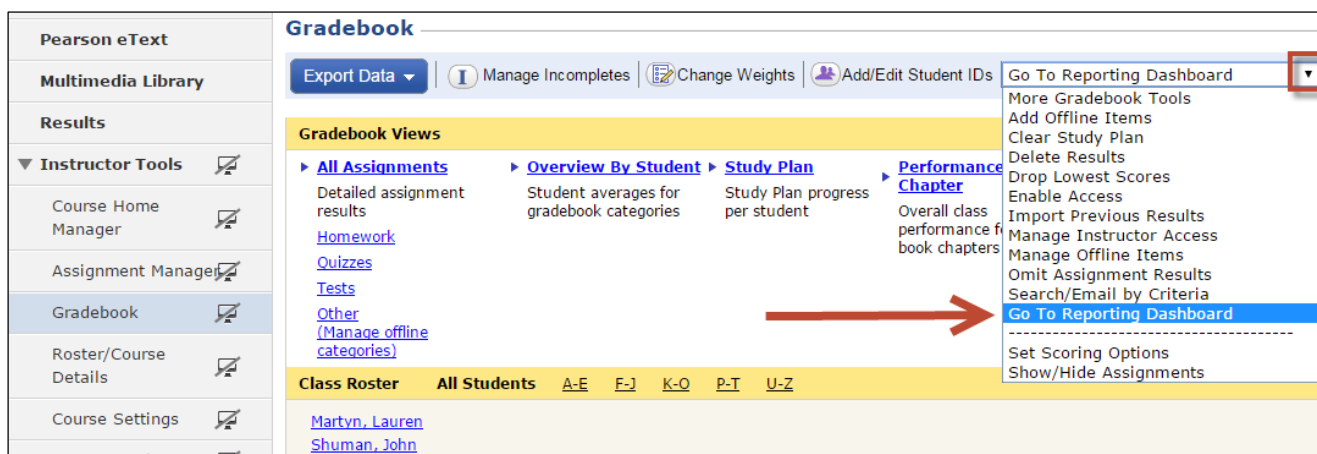 Pearson eText
Multimedia Library
Results
Instructor Tools
Course Home
Manager
Assignment Manager
Gradebook
Roster/Course
Details
Course Settings
Gradebook
Export Data
I
Manage Incompletes
Change Weights
Add/Edit Student IDs
Go To Reporting Dashboard
More Gradebook Tools
Add Offline Items
Clear Study Plan
Delete Results
Drop Lowest Scores
Enable Access
Import Previous Results
Manage Instructor Access
Manage Offline Items
Omit Assignment Results
Search/Email by Criteria
Go To Reporting Dashboard
----------------------------------------
Set Scoring Options
Show/Hide Assignments
Gradebook Views
All Assignments
Detailed assignment
results
Homework
Quizzes
Tests
Other
(Manage offline
categories)
Overview By Student
Student averages for
gradebook categories
Study Plan
Study Plan progress
per student
Performance
Chapter
Overall class
performance f
book chapters
Class Roster All Students A-E F-J K-O P-T U-Z
Martyn, Lauren
Shuman, John